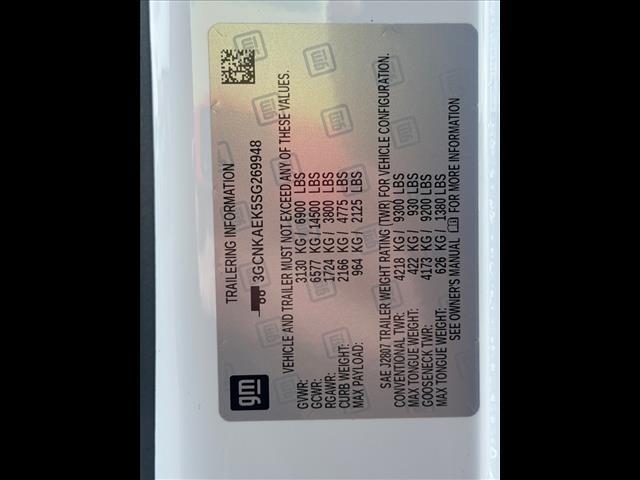 gm
TRAILERING INFORMATION
3GCNKAEK5SG269948
VEHICLE AND TRAILER MUST NOT EXCEED ANY OF THESE VALUES.
GVWR: 3130 KG/ 6900 LBS
GCWR: 6577 KG/14500 LBS
RGAWR: 1724 KG/ 3800 LBS
CURB WEIGHT: 2166 KG/ 4775 LBS
MAX PAYLOAD: 964 KG/ 2125 LBS
SAE J2807 TRAILER WEIGHT RATING (TWR) FOR VEHICLE CONFIGURATION.
CONVENTIONAL TWR: 4218 KG/ 9300 LBS
MAX TONGUE WEIGHT: 422 KG/ 930 LBS
GOOSENECK TWR: 4173 KG/ 9200 LBS
MAX TONGUE WEIGHT: 626 KG/ 1380 LBS
SEE OWNER'S MANUAL FOR MORE INFORMATION